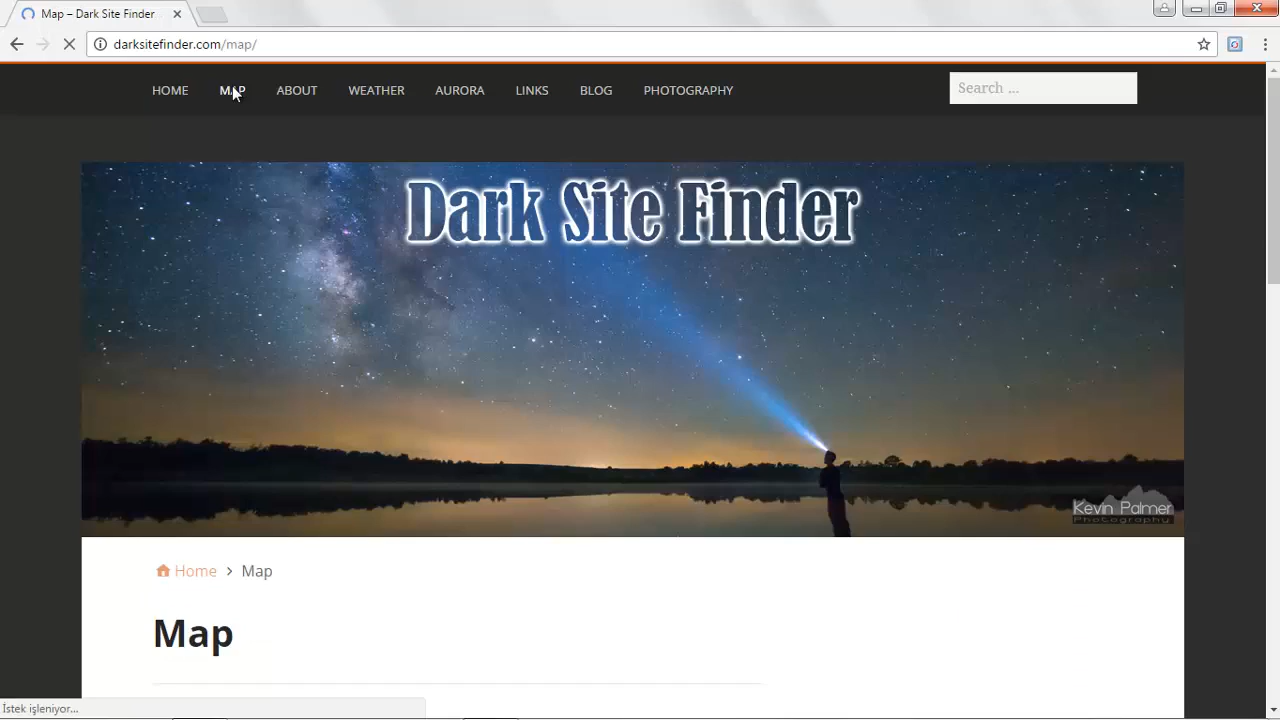 Map – Dark Site Finder
darksitefinder.com/map/
HOME MAP ABOUT WEATHER AURORA LINKS BLOG PHOTOGRAPHY Search ...
Dark Site Finder
Kevin Palmer
Photography
Home > Map
Map
İstek işleniyor...